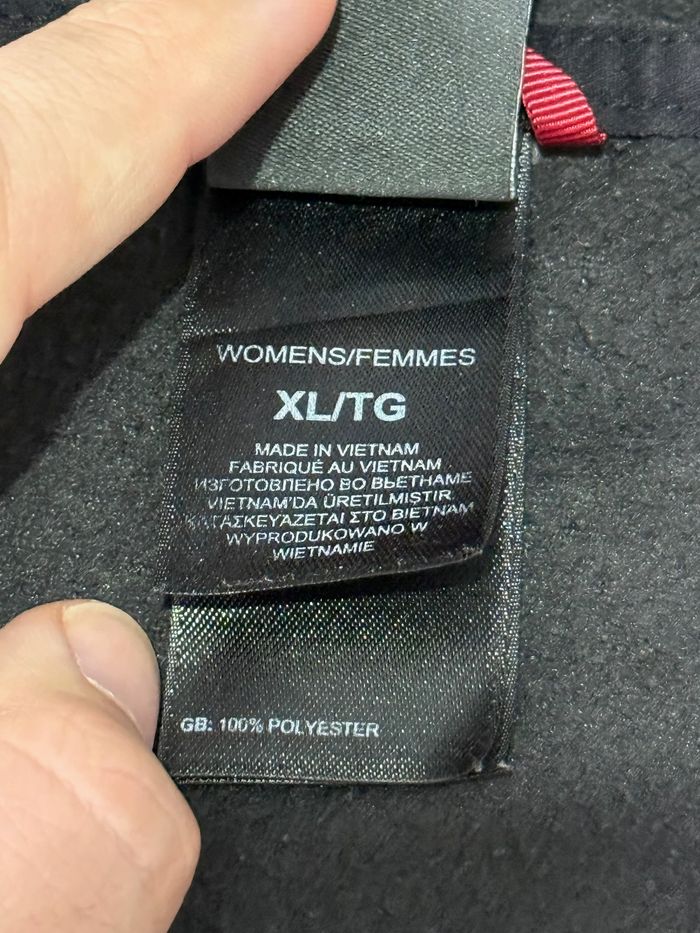 WOMENS/FEMMES
XL/TG
MADE IN VIETNAM
FABRIQUÉ AU VIETNAM
ИЗГОТОВЛЕНО ВО ВЬЕТНАМЕ
VIETNAM'DA ÜRETILMIŞTIR
ΚΑΤΑΣΚΕΥΑΖΕΤΑΙ ΣΤΟ ΒΙΕΤΝΑΜ
WYPRODUKOWANO W
WIETNAMIE
GB: 100% POLYESTER